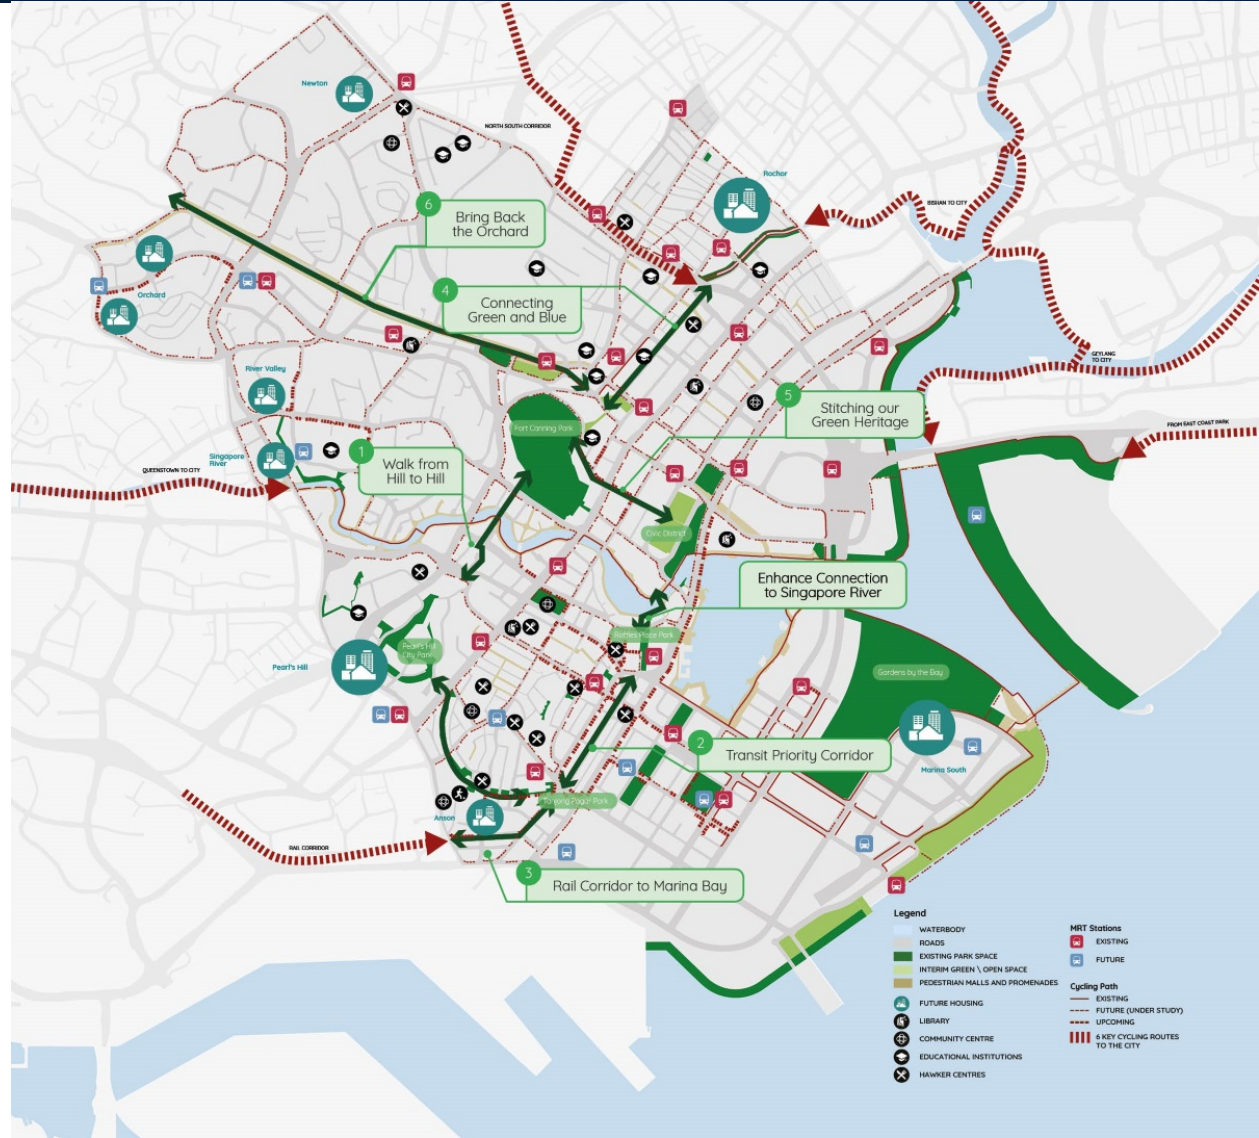 Newton
NORTH SOUTH CORRIDOR
Rochor
BISHAN TO CITY
6
Bring Back
the Orchard
Orchard
4
Connecting
Green and Blue
GEYLANG
TO CITY
River Valley
5
Stitching our
Green Heritage
Fort Canning Park
FROM EAST COAST PARK
Singapore
River
1
Walk from
Hill to Hill
QUEENSTOWN TO CITY
Civic District
Enhance Connection
to Singapore River
Raffles Place Park
Pearl's Hill
Pearl's Hill
City Park
Gardens by the Bay
2
Transit Priority Corridor
Marina South
Tanjong Pagar Park
Anson
RAIL CORRIDOR
3
Rail Corridor to Marina Bay
Legend
WATERBODY
ROADS
EXISTING PARK SPACE
INTERIM GREEN \ OPEN SPACE
PEDESTRIAN MALLS AND PROMENADES
FUTURE HOUSING
LIBRARY
COMMUNITY CENTRE
EDUCATIONAL INSTITUTIONS
HAWKER CENTRES
MRT Stations
EXISTING
FUTURE
Cycling Path
EXISTING
FUTURE (UNDER STUDY)
UPCOMING
6 KEY CYCLING ROUTES
TO THE CITY